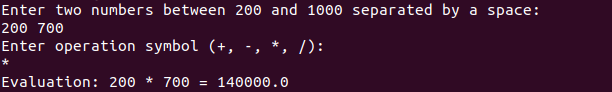 Enter two numbers between 200 and 1000 separated by a space:
200 700
Enter operation symbol (+, -, *, /):
*
Evaluation: 200 * 700 = 140000.0